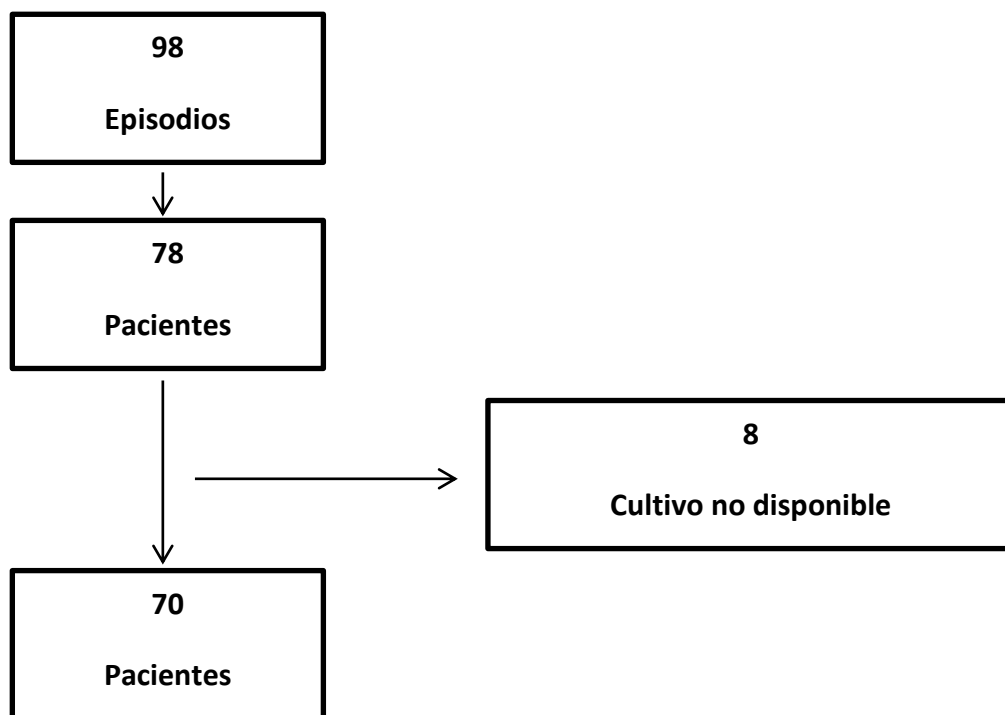 98
Episodios
78
Pacientes
8
Cultivo no disponible
70
Pacientes